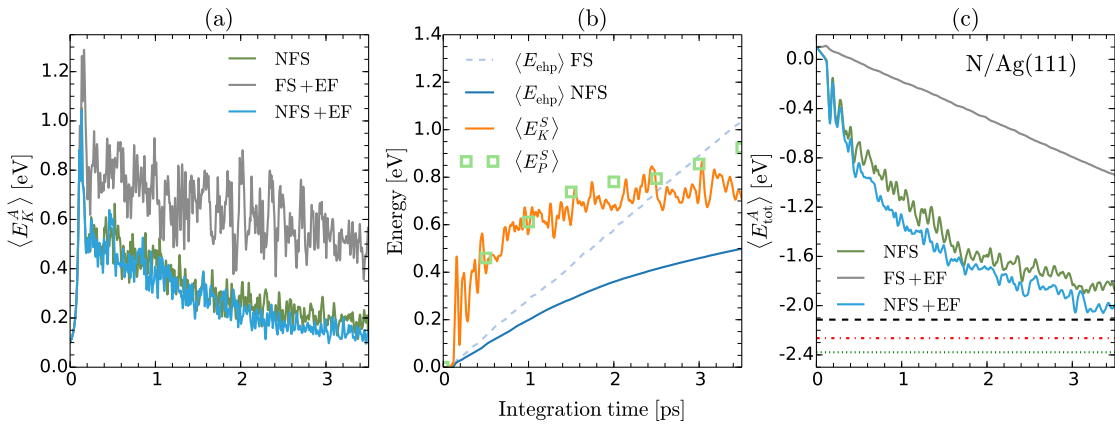 (a)
(b)
(c)
1.2
1.0
0.8
0.6
0.4
0.2
0.0
0
1
2
3
⟨E_K^A⟩ [eV]
NFS
FS+EF
NFS+EF
1.4
1.2
1.0
0.8
0.6
0.4
0.2
0.0
0
1
2
3
Energy [eV]
⟨E_ehp⟩ FS
⟨E_ehp⟩ NFS
⟨E_K^S⟩
⟨E_P^S⟩
Integration time [ps]
0.0
-0.4
-0.8
-1.2
-1.6
-2.0
-2.4
0
1
2
3
⟨E_tot^A⟩ [eV]
N/Ag(111)
NFS
FS+EF
NFS+EF